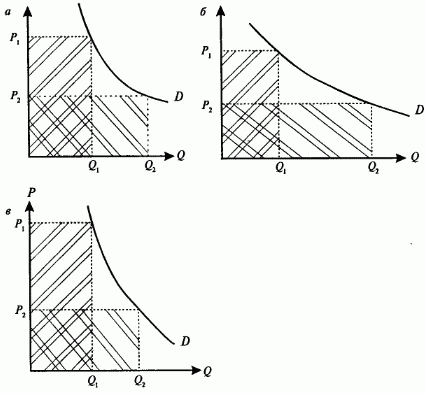 а
P₁
P₂
D
Q₁
Q₂
Q
б
P₁
P₂
D
Q₁
Q₂
Q
в
P
P₁
P₂
D
Q₁
Q₂
Q